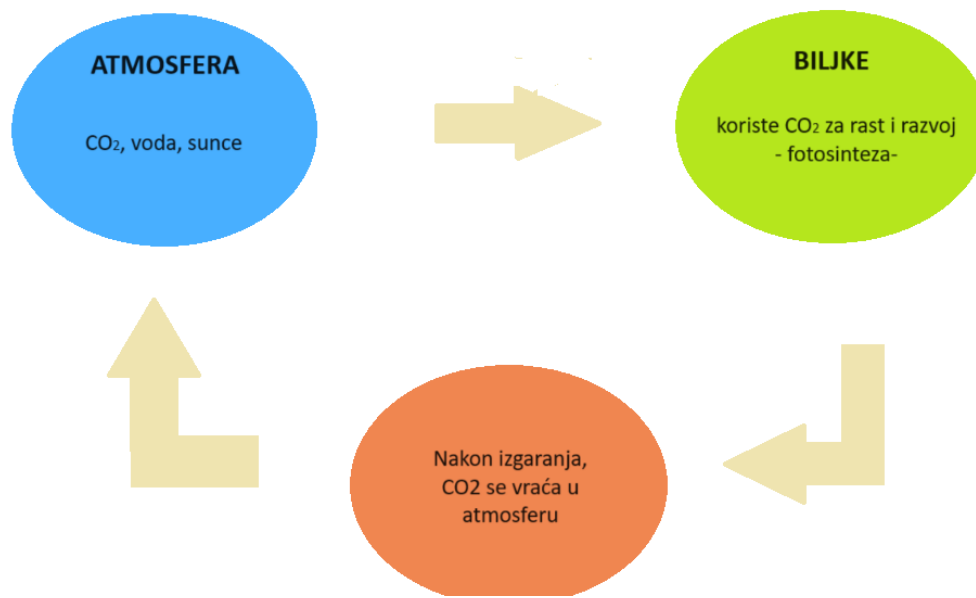 ATMOSFERA
CO₂, voda, sunce
BILJKE
koriste CO₂ za rast i razvoj
- fotosinteza-
Nakon izgaranja,
CO2 se vraća u
atmosferu